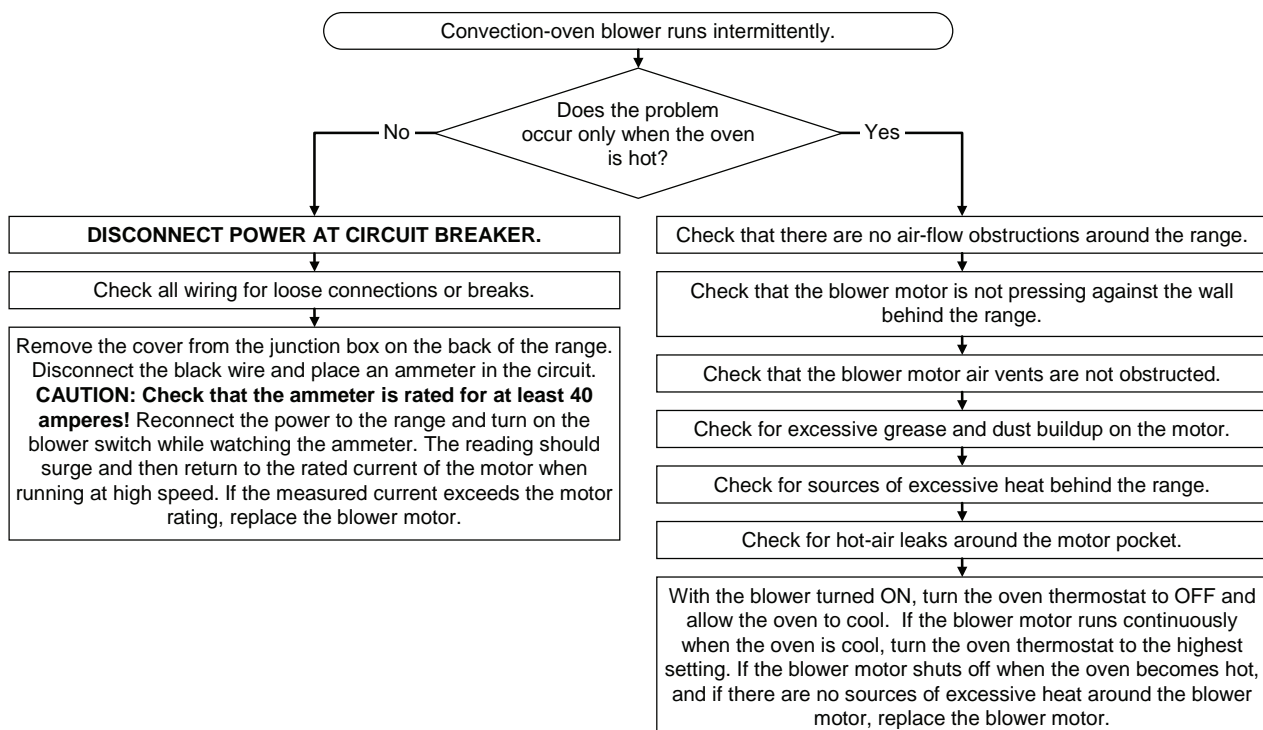 Convection-oven blower runs intermittently.
Does the problem
occur only when the oven
is hot?
No
Yes
DISCONNECT POWER AT CIRCUIT BREAKER.
Check all wiring for loose connections or breaks.
Remove the cover from the junction box on the back of the range.
Disconnect the black wire and place an ammeter in the circuit.
CAUTION: Check that the ammeter is rated for at least 40
amperes! Reconnect the power to the range and turn on the
blower switch while watching the ammeter. The reading should
surge and then return to the rated current of the motor when
running at high speed. If the measured current exceeds the motor
rating, replace the blower motor.
Check that there are no air-flow obstructions around the range.
Check that the blower motor is not pressing against the wall
behind the range.
Check that the blower motor air vents are not obstructed.
Check for excessive grease and dust buildup on the motor.
Check for sources of excessive heat behind the range.
Check for hot-air leaks around the motor pocket.
With the blower turned ON, turn the oven thermostat to OFF and
allow the oven to cool.  If the blower motor runs continuously
when the oven is cool, turn the oven thermostat to the highest
setting. If the blower motor shuts off when the oven becomes hot,
and if there are no sources of excessive heat around the blower
motor, replace the blower motor.